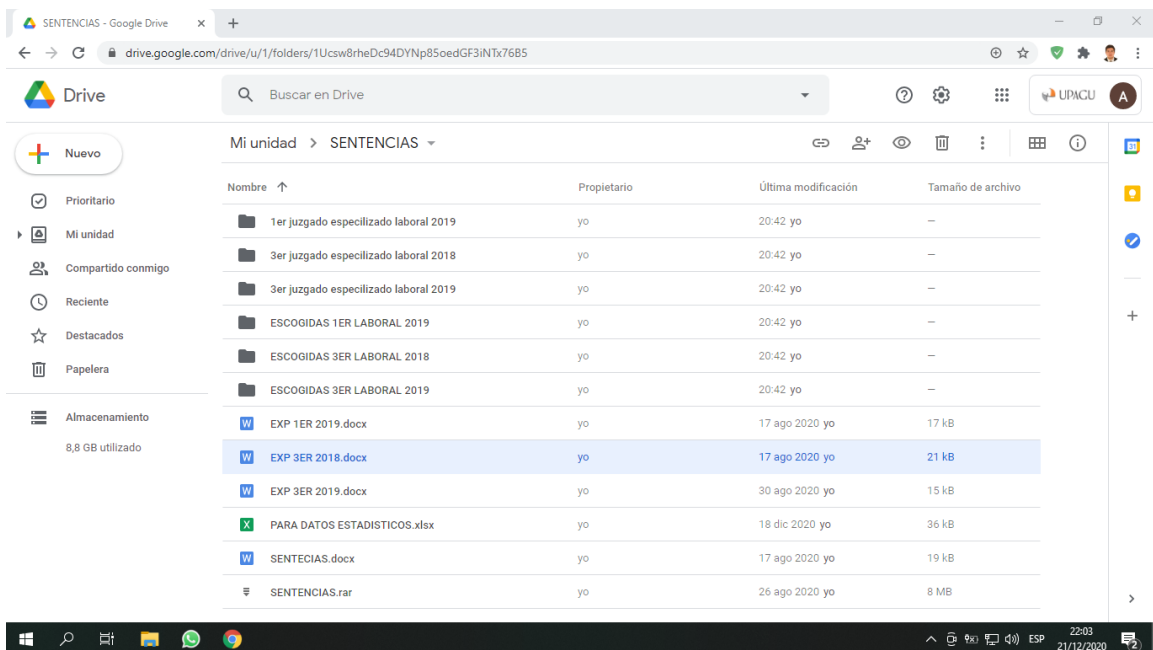 SENTENCIAS - Google Drive
drive.google.com/drive/u/1/folders/1Ucsw8rheDc94DYNp85oedGF3iNTx76B5
Drive
Buscar en Drive
UPAGU
A
Nuevo
Mi unidad > SENTENCIAS
31
Nombre Propietario Última modificación Tamaño de archivo
Prioritario
Mi unidad
Compartido conmigo
Reciente
Destacados
Papelera
Almacenamiento
8,8 GB utilizado
1er juzgado especilizado laboral 2019 yo 20:42 yo —
3er juzgado especilizado laboral 2018 yo 20:42 yo —
3er juzgado especilizado laboral 2019 yo 20:42 yo —
ESCOGIDAS 1ER LABORAL 2019 yo 20:42 yo —
ESCOGIDAS 3ER LABORAL 2018 yo 20:42 yo —
ESCOGIDAS 3ER LABORAL 2019 yo 20:42 yo —
W EXP 1ER 2019.docx yo 17 ago 2020 yo 17 kB
W EXP 3ER 2018.docx yo 17 ago 2020 yo 21 kB
W EXP 3ER 2019.docx yo 30 ago 2020 yo 15 kB
X PARA DATOS ESTADISTICOS.xlsx yo 18 dic 2020 yo 36 kB
W SENTECIAS.docx yo 17 ago 2020 yo 19 kB
SENTENCIAS.rar yo 26 ago 2020 yo 8 MB
ESP
22:03
21/12/2020
2